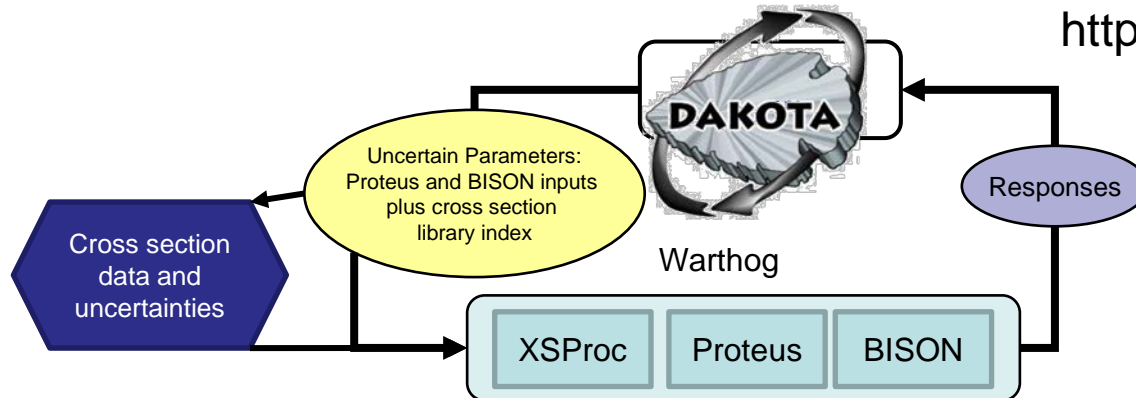 http
DAKOTA
Uncertain Parameters:
Proteus and BISON inputs
plus cross section
library index
Responses
Cross section
data and
uncertainties
Warthog
XSProc
Proteus
BISON